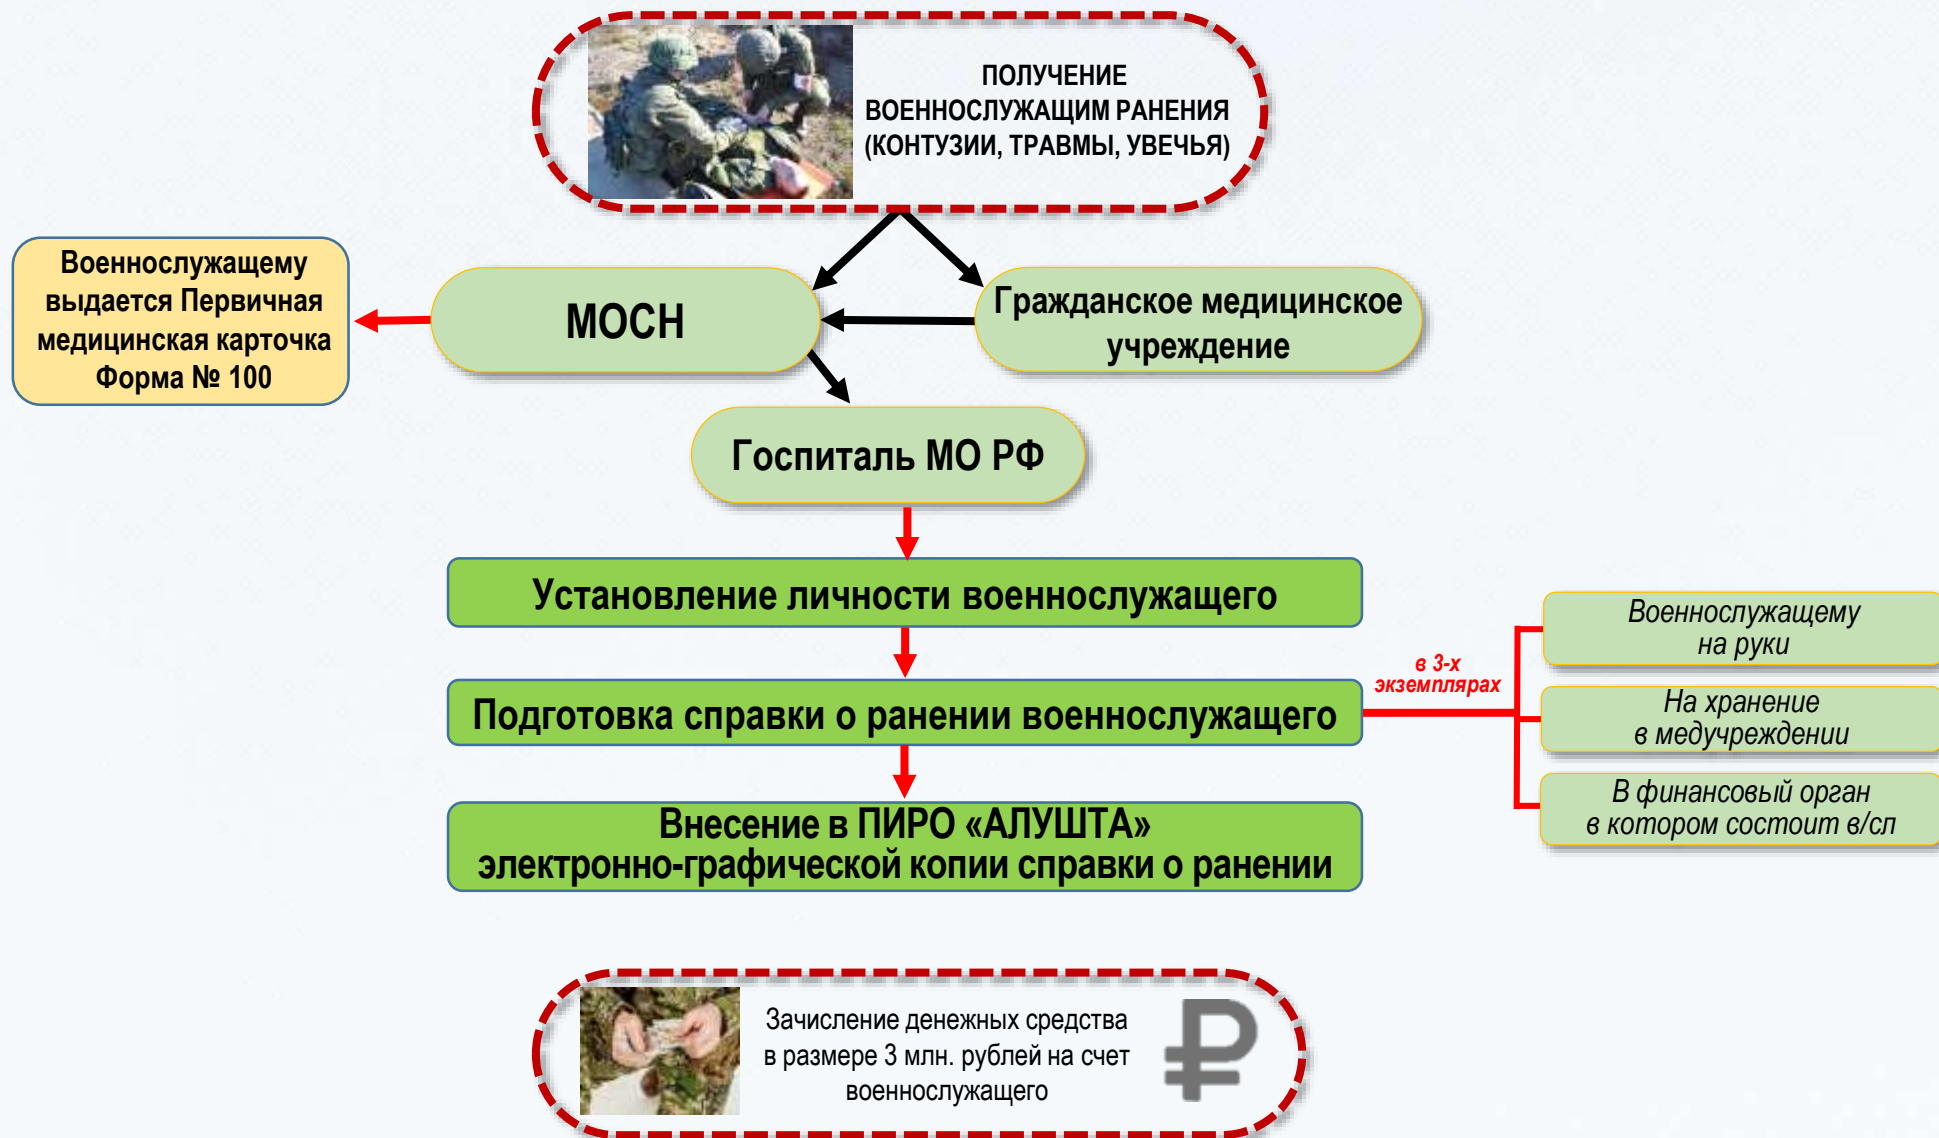 ПОЛУЧЕНИЕ
ВОЕННОСЛУЖАЩИМ РАНЕНИЯ
(КОНТУЗИИ, ТРАВМЫ, УВЕЧЬЯ)
Военнослужащему
выдается Первичная
медицинская карточка
Форма № 100
МОСН
Гражданское медицинское
учреждение
Госпиталь МО РФ
Установление личности военнослужащего
Подготовка справки о ранении военнослужащего
в 3-х
экземплярах
Военнослужащему
на руки
На хранение
в медучреждении
В финансовый орган
в котором состоит в/сл
Внесение в ПИРО «АЛУШТА»
электронно-графической копии справки о ранении
Зачисление денежных средства
в размере 3 млн. рублей на счет
военнослужащего
₽